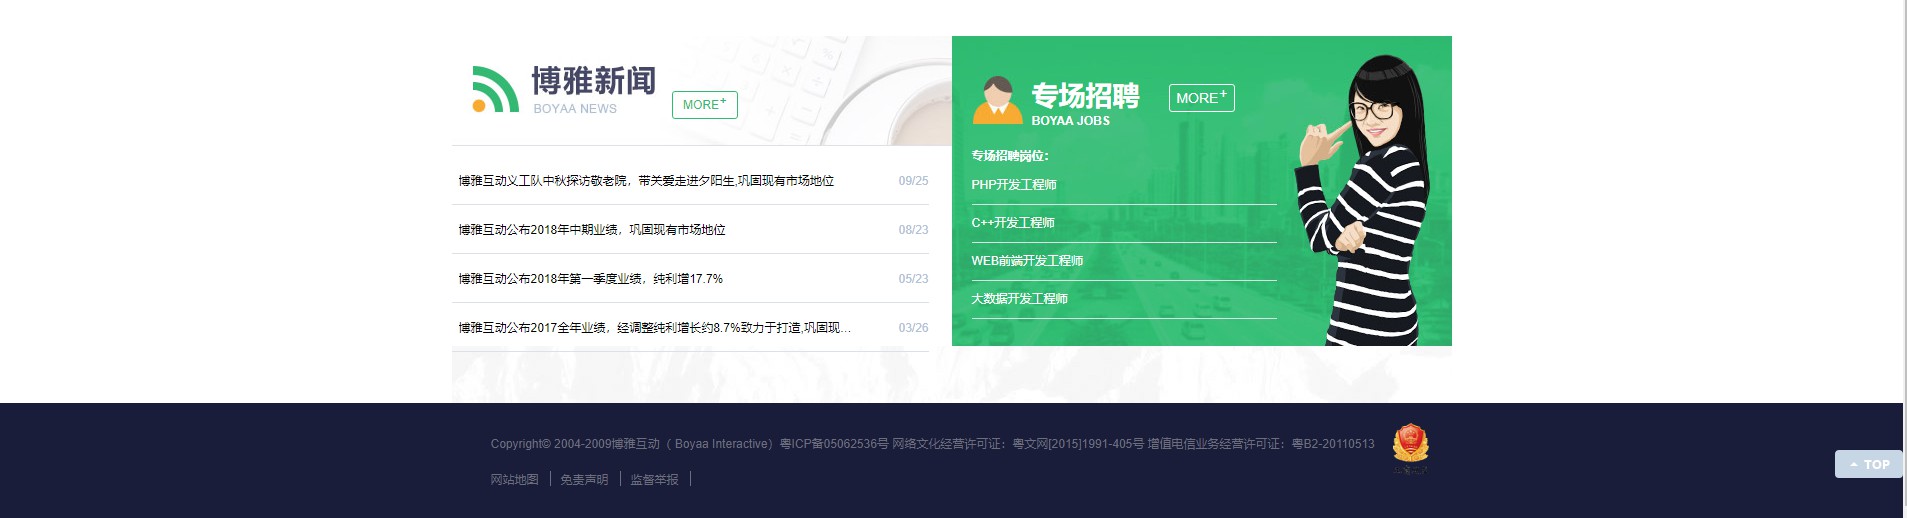 博雅新闻
BOYAA NEWS
MORE+
博雅互动义工队中秋探访敬老院，带关爱走进夕阳生,巩固现有市场地位 09/25
博雅互动公布2018年中期业绩，巩固现有市场地位 08/23
博雅互动公布2018年第一季度业绩，纯利增17.7% 05/23
博雅互动公布2017全年业绩，经调整纯利增长约8.7%致力于打造,巩固现... 03/26
专场招聘
BOYAA JOBS
MORE+
专场招聘岗位：
PHP开发工程师
C++开发工程师
WEB前端开发工程师
大数据开发工程师
Copyright© 2004-2009博雅互动（ Boyaa Interactive）粤ICP备05062536号 网络文化经营许可证：粤文网[2015]1991-405号 增值电信业务经营许可证：粤B2-20110513
网站地图 | 免责声明 | 监督举报 |
TOP